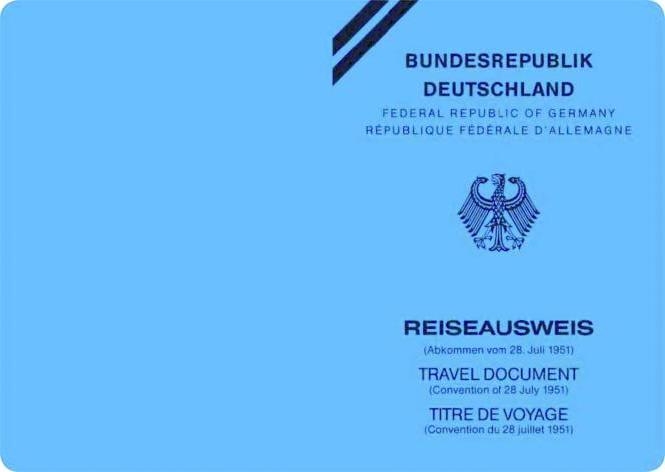 BUNDESREPUBLIK
DEUTSCHLAND
FEDERAL REPUBLIC OF GERMANY
RÉPUBLIQUE FÉDÉRALE D'ALLEMAGNE
REISEAUSWEIS
(Abkommen vom 28. Juli 1951)
TRAVEL DOCUMENT
(Convention of 28 July 1951)
TITRE DE VOYAGE
(Convention du 28 juillet 1951)